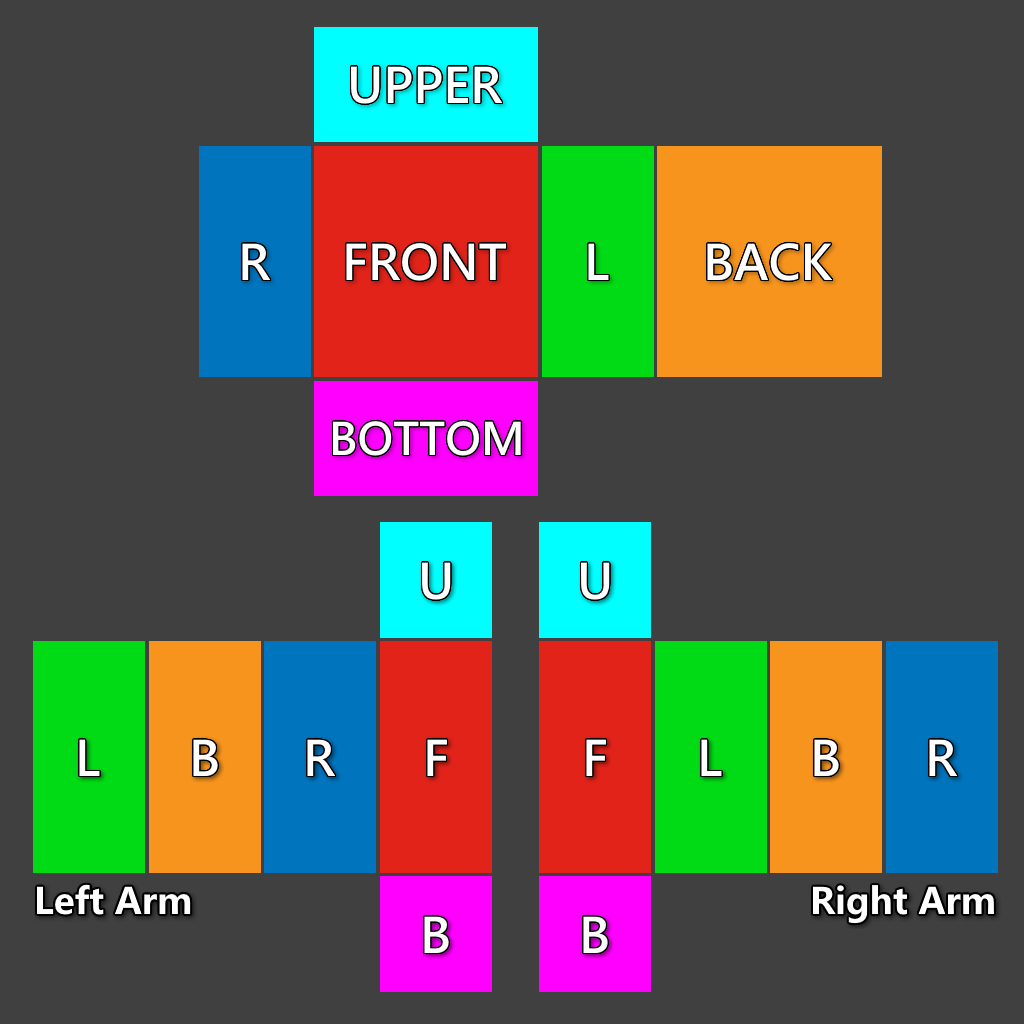 UPPER
R FRONT L BACK
BOTTOM
U U
L B R F F L B R
Left Arm Right Arm
B B